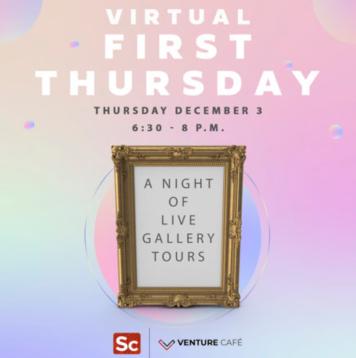 VIRTUAL
FIRST
THURSDAY
THURSDAY DECEMBER 3
6:30 - 8 P.M.
A NIGHT
OF
LIVE
GALLERY
TOURS
Sc
VENTURE CAFÉ